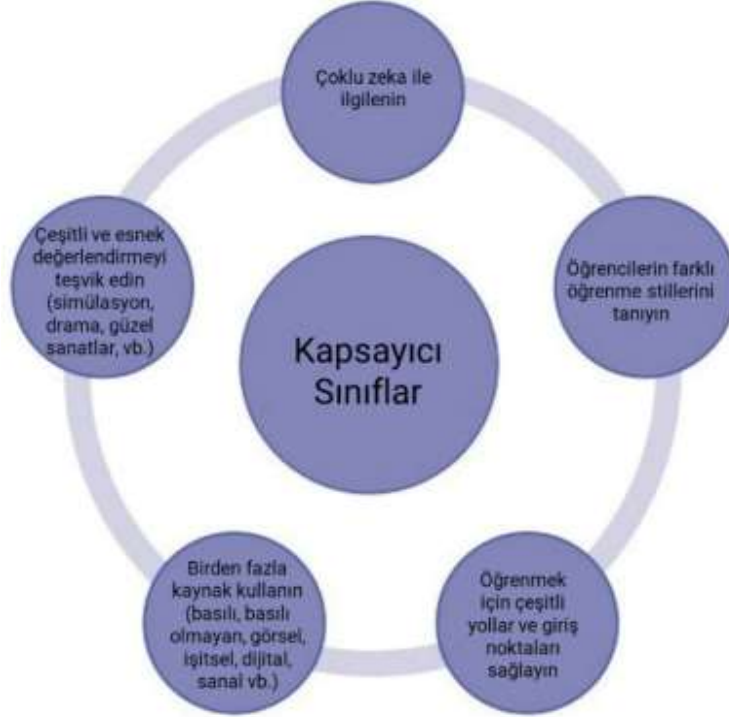 Çoklu zeka ile
ilgilenin
Öğrencilerin farklı
öğrenme stillerini
tanıyın
Öğrenmek
için çeşitli
yollar ve giriş
noktaları
sağlayın
Birden fazla
kaynak kullanın
(basılı, basılı
olmayan, görsel,
işitsel, dijital,
sanal vb.)
Çeşitli ve esnek
değerlendirmeyi
teşvik edin
(simülasyon,
drama, güzel
sanatlar, vb.)
Kapsayıcı
Sınıflar